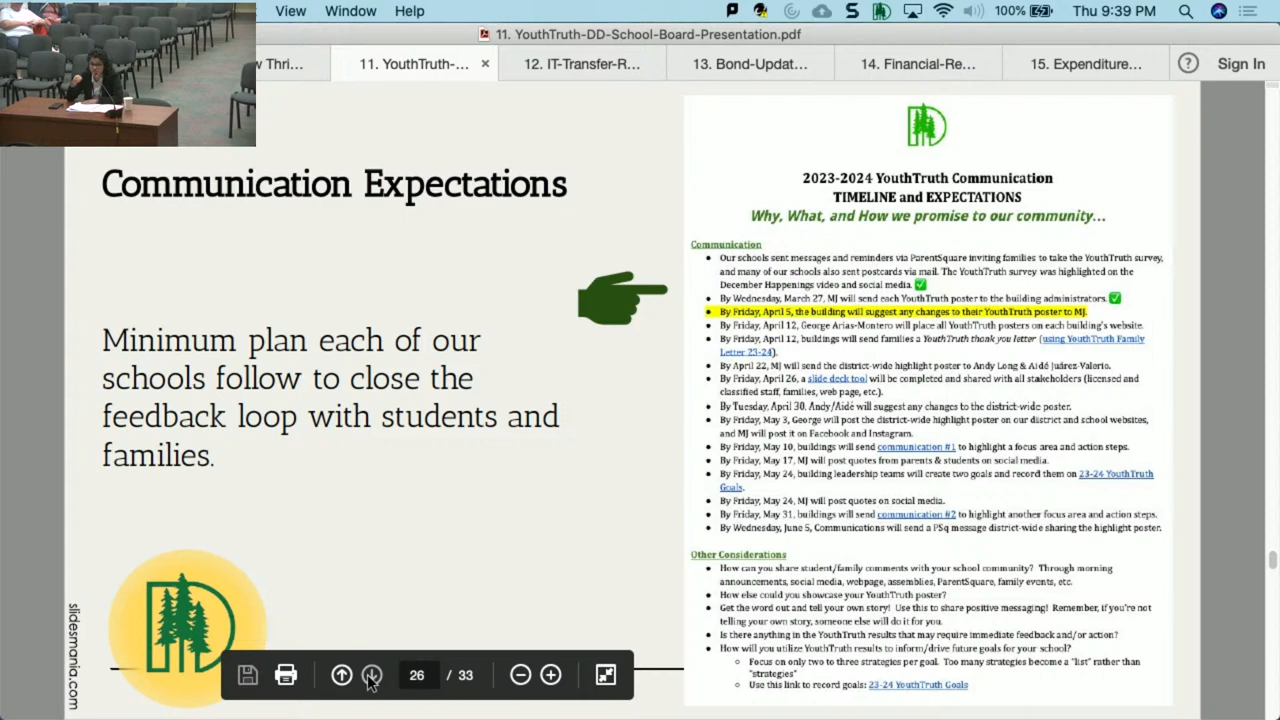 View Window Help
100% Thu 9:39 PM
11. YouthTruth-DD-School-Board-Presentation.pdf
w Thri...
11. YouthTruth-...
12. IT-Transfer-R...
13. Bond-Updat...
14. Financial-Re...
15. Expenditure...
Sign In
Communication Expectations
Minimum plan each of our
schools follow to close the
feedback loop with students and
families.
slidesmania.com
2023-2024 YouthTruth Communication
TIMELINE and EXPECTATIONS
Why, What, and How we promise to our community...
Communication
• Our schools sent messages and reminders via ParentSquare inviting families to take the YouthTruth survey,
and many of our schools also sent postcards via mail. The YouthTruth survey was highlighted on the
December Happenings video and social media. ✅
• By Wednesday, March 27, MJ will send each YouthTruth poster to the building administrators. ✅
• By Friday, April 5, the building will suggest any changes to their YouthTruth poster to MJ.
• By Friday, April 12, George Arias-Montero will place all YouthTruth posters on each building's website.
• By Friday, April 12, buildings will send families a YouthTruth thank you letter (using YouthTruth Family
Letter 23-24).
• By April 22, MJ will send the district-wide highlight poster to Andy Long & Aidé Juárez-Valerio.
• By Friday, April 26, a slide deck tool will be completed and shared with all stakeholders (licensed and
classified staff, families, web page, etc.).
• By Tuesday, April 30, Andy/Aidé will suggest any changes to the district-wide poster.
• By Friday, May 3, George will post the district-wide highlight poster on our district and school websites,
and MJ will post it on Facebook and Instagram.
• By Friday, May 10, buildings will send communication #1 to highlight a focus area and action steps.
• By Friday, May 17, MJ will post quotes from parents & students on social media.
• By Friday, May 24, building leadership teams will create two goals and record them on 23-24 YouthTruth
Goals.
• By Friday, May 24, MJ will post quotes on social media.
• By Friday, May 31, buildings will send communication #2 to highlight another focus area and action steps.
• By Wednesday, June 5, Communications will send a PSq message district-wide sharing the highlight poster.
Other Considerations
• How can you share student/family comments with your school community? Through morning
announcements, social media, webpage, assemblies, ParentSquare, family events, etc.
• How else could you showcase your YouthTruth poster?
• Get the word out and tell your own story! Use this to share positive messaging! Remember, if you're not
telling your own story, someone else will do it for you.
• Is there anything in the YouthTruth results that may require immediate feedback and/or action?
• How will you utilize YouthTruth results to inform/drive future goals for your school?
○ Focus on only two to three strategies per goal. Too many strategies become a "list" rather than
"strategies"
○ Use this link to record goals: 23-24 YouthTruth Goals
26 / 33